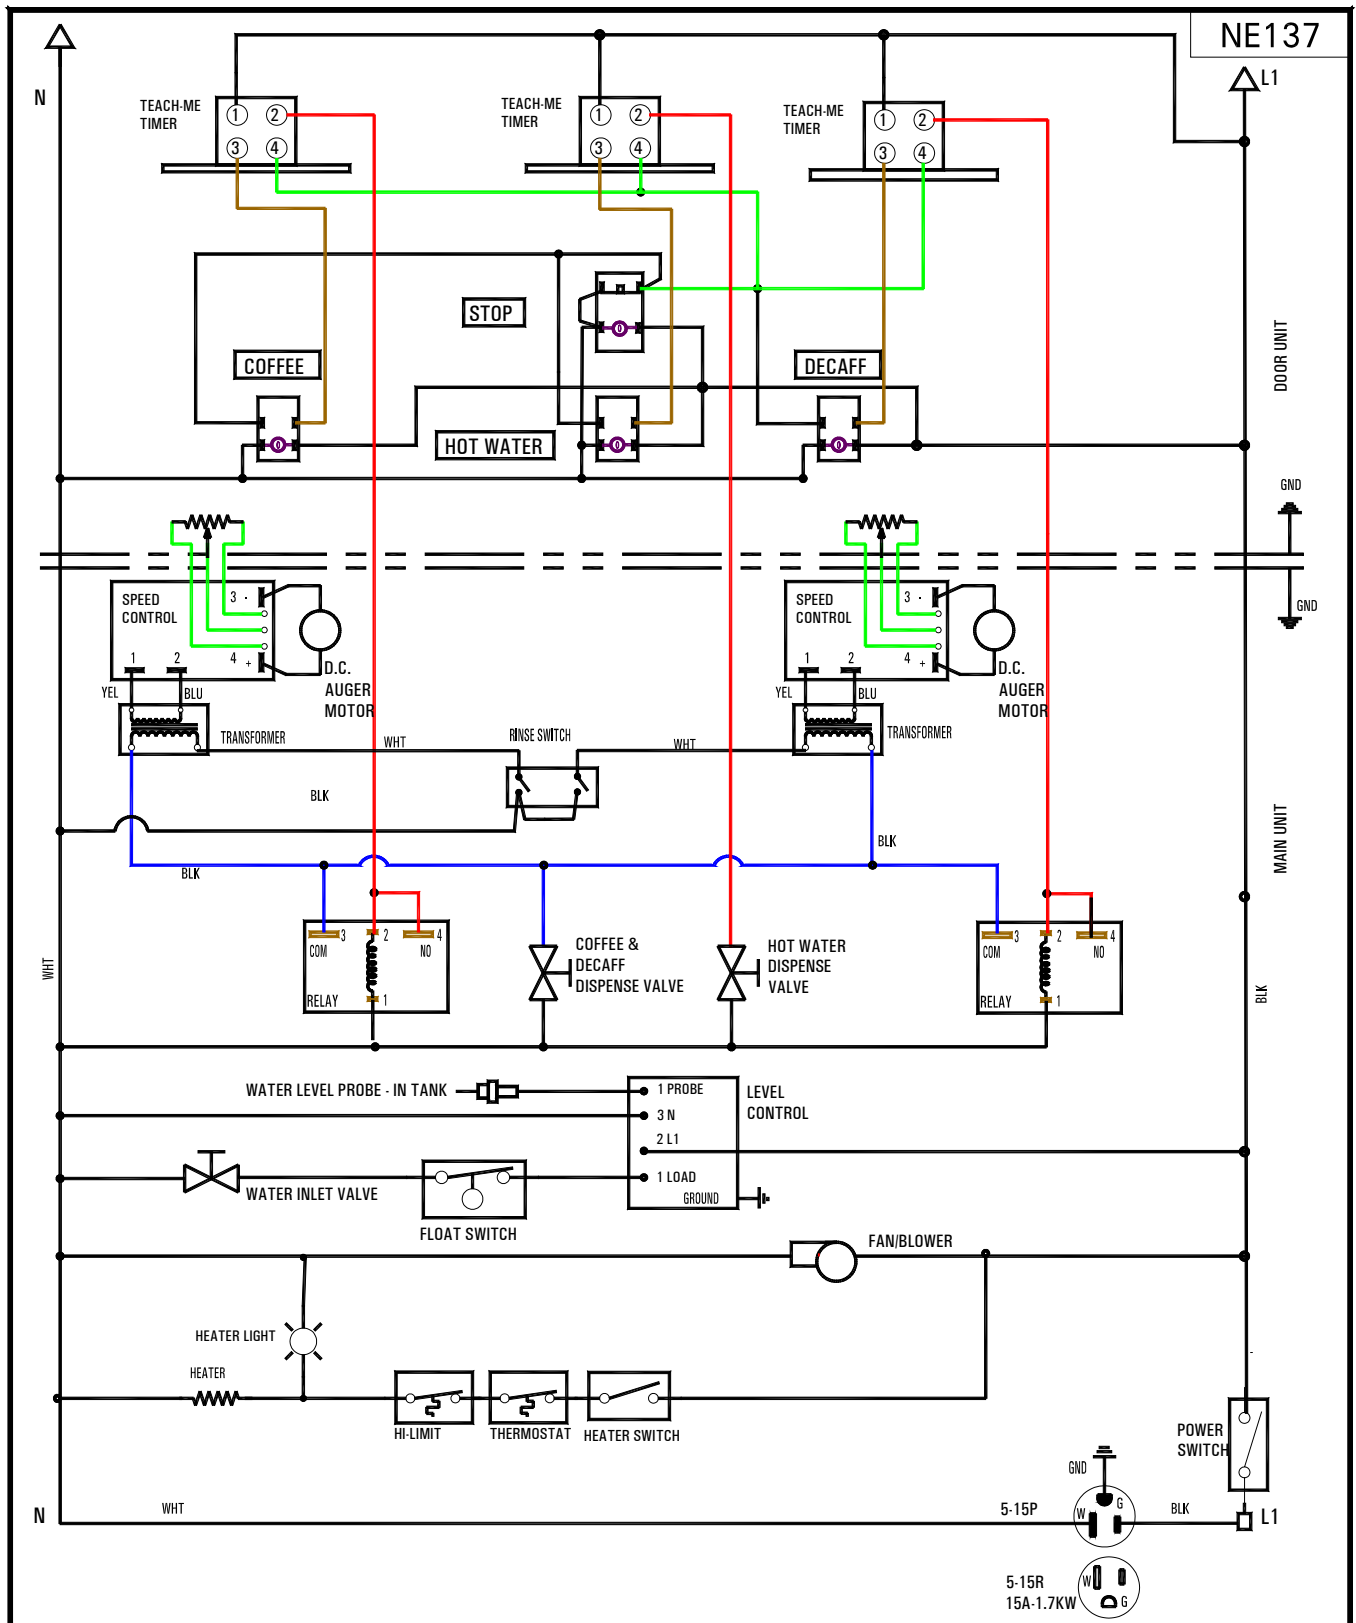 NE137
N
L1
TEACH-ME
TIMER
1 2
3 4
TEACH-ME
TIMER
1 2
3 4
TEACH-ME
TIMER
1 2
3 4
STOP
COFFEE
DECAFF
HOT WATER
DOOR UNIT
GND
GND
SPEED
CONTROL
3 -
4 +
1 2
YEL
BLU
D.C.
AUGER
MOTOR
TRANSFORMER
SPEED
CONTROL
3 -
4 +
1 2
YEL
BLU
D.C.
AUGER
MOTOR
TRANSFORMER
WHT
RINSE SWITCH
WHT
BLK
BLK
BLK
MAIN UNIT
3
2
4
COM
NO
RELAY
1
COFFEE &
DECAFF
DISPENSE VALVE
HOT WATER
DISPENSE
VALVE
3
2
4
COM
NO
RELAY
1
WHT
BLK
WATER LEVEL PROBE - IN TANK
1 PROBE
3 N
2 L1
1 LOAD
GROUND
LEVEL
CONTROL
WATER INLET VALVE
FLOAT SWITCH
FAN/BLOWER
HEATER LIGHT
HEATER
HI-LIMIT
THERMOSTAT
HEATER SWITCH
POWER
SWITCH
GND
N
WHT
5-15P
W
G
BLK
L1
5-15R
15A-1.7KW
W
G